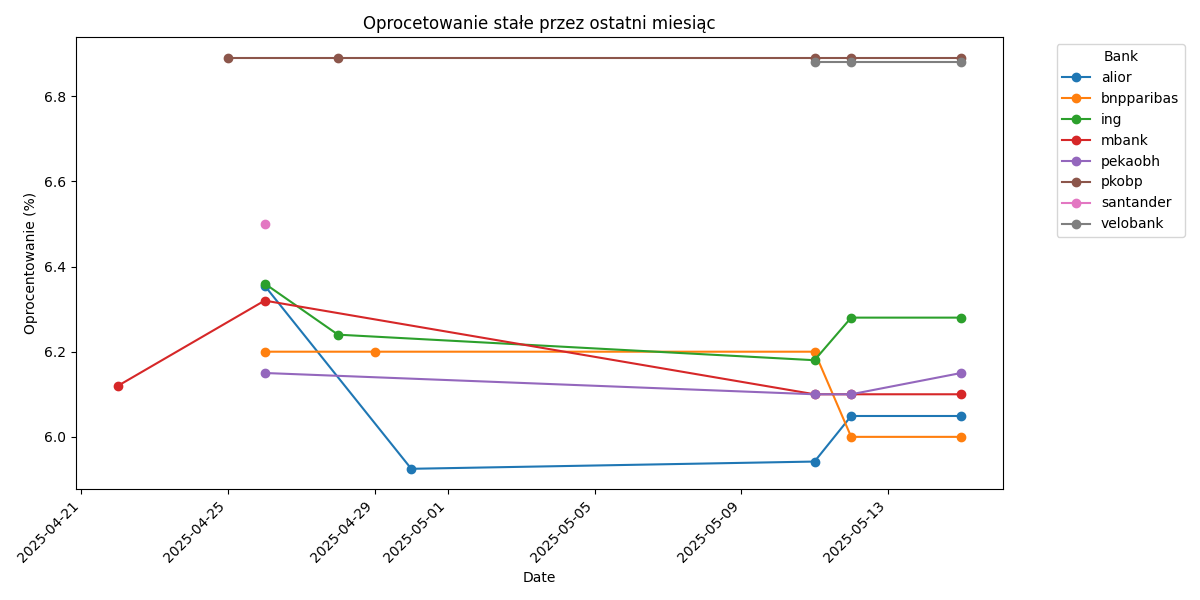 Oprocetowanie stałe przez ostatni miesiąc
Oprocentowanie (%)
6.8
6.6
6.4
6.2
6.0
2025-04-21
2025-04-25
2025-04-29
2025-05-01
2025-05-05
2025-05-09
2025-05-13
Date
Bank
alior
bnpparibas
ing
mbank
pekaobh
pkobp
santander
velobank